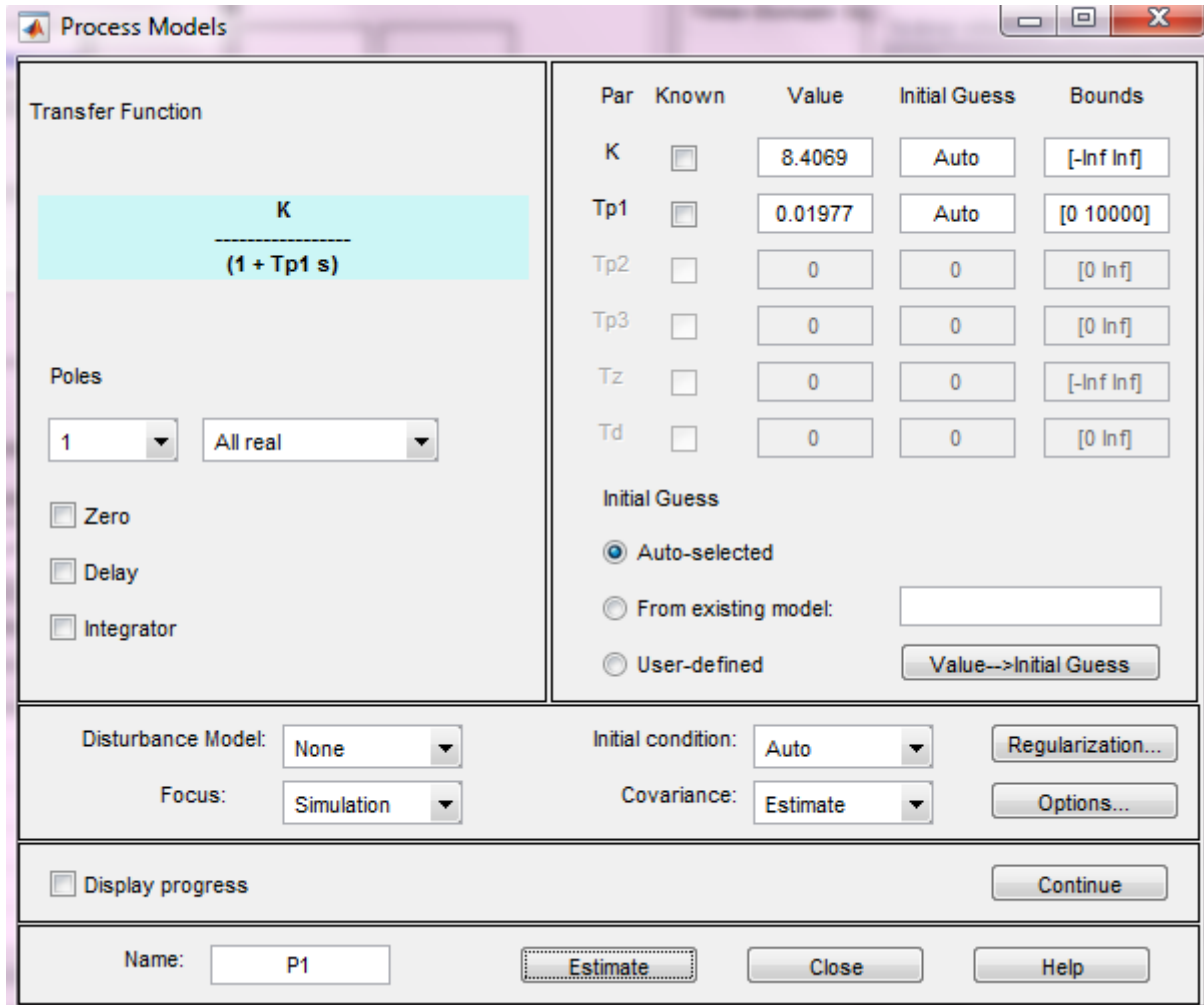 Process Models
Transfer Function
K
-----------------
(1 + Tp1 s)
Poles
1 All real
Zero
Delay
Integrator
Par Known Value Initial Guess Bounds
K 8.4069 Auto [-Inf Inf]
Tp1 0.01977 Auto [0 10000]
Tp2 0 0 [0 Inf]
Tp3 0 0 [0 Inf]
Tz 0 0 [-Inf Inf]
Td 0 0 [0 Inf]
Initial Guess
Auto-selected
From existing model:
User-defined Value-->Initial Guess
Disturbance Model: None Initial condition: Auto Regularization...
Focus: Simulation Covariance: Estimate Options...
Display progress Continue
Name: P1 Estimate Close Help